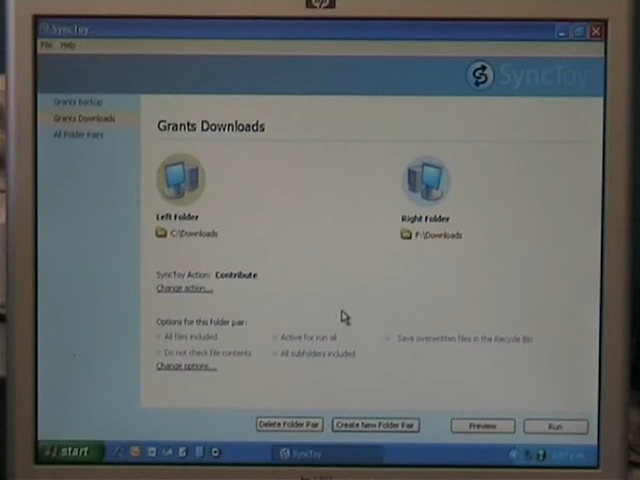 hp
SyncToy
File Help
SyncToy
Grants Backup
Grants Downloads
All Folder Pairs
Grants Downloads
Left Folder
Right Folder
C:\Downloads
F:\Downloads
SyncToy Action: Contribute
Change action...
Options for this folder pair:
All files included
Active for run all
Save overwritten files in the Recycle Bin
Do not check file contents
All subfolders included
Change options...
Delete Folder Pair
Create New Folder Pair
Preview
Run
start
SyncToy